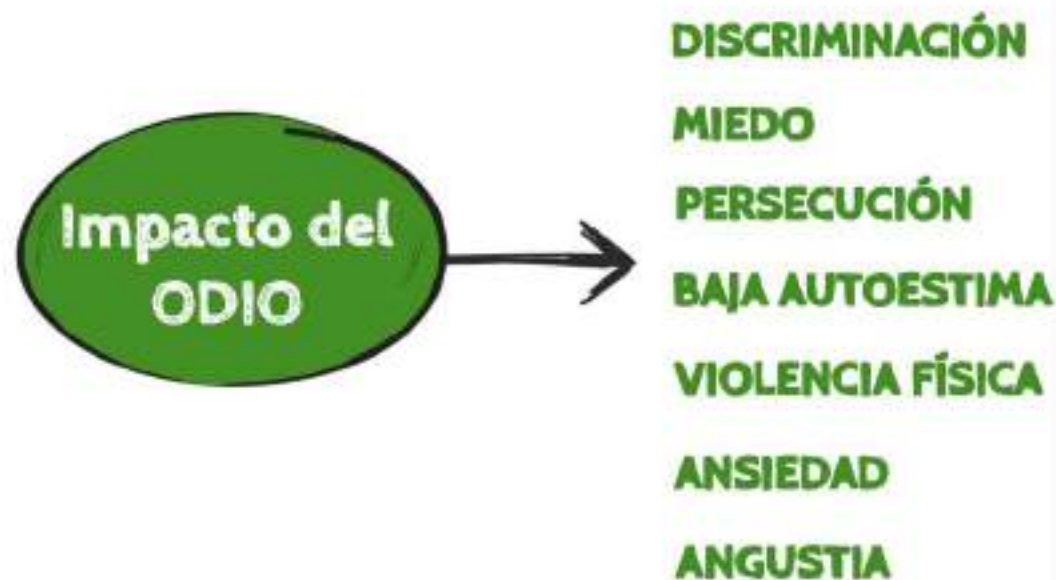 Impacto del
ODIO
DISCRIMINACIÓN
MIEDO
PERSECUCIÓN
BAJA AUTOESTIMA
VIOLENCIA FÍSICA
ANSIEDAD
ANGUSTIA